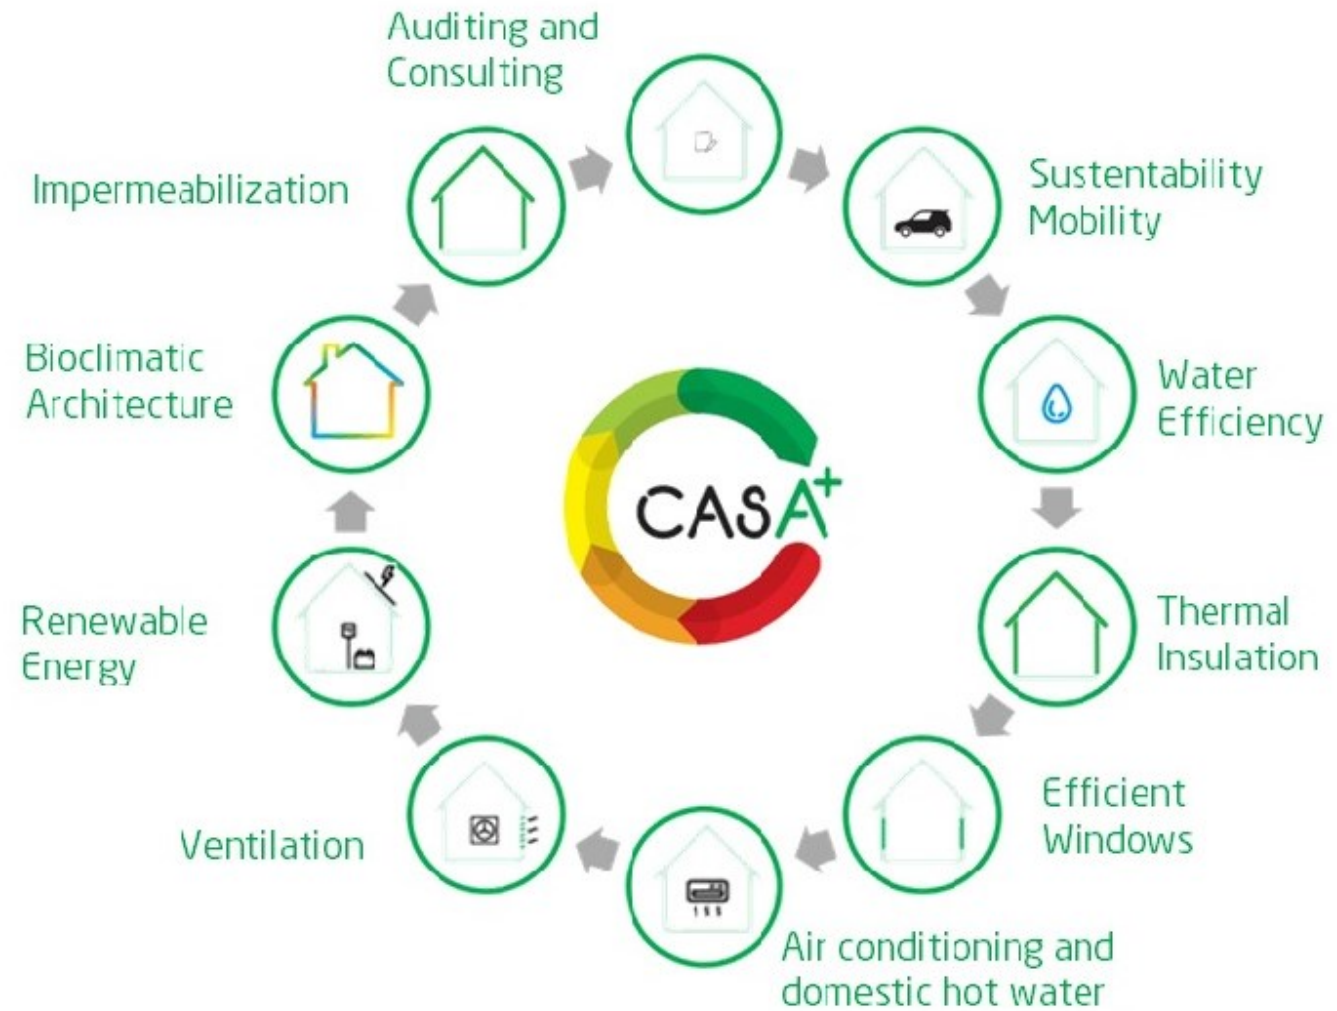 Auditing and
Consulting
Impermeabilization
Sustentability
Mobility
Bioclimatic
Architecture
Water
Efficiency
CASA+
Renewable
Energy
Thermal
Insulation
Ventilation
Efficient
Windows
Air conditioning and
domestic hot water